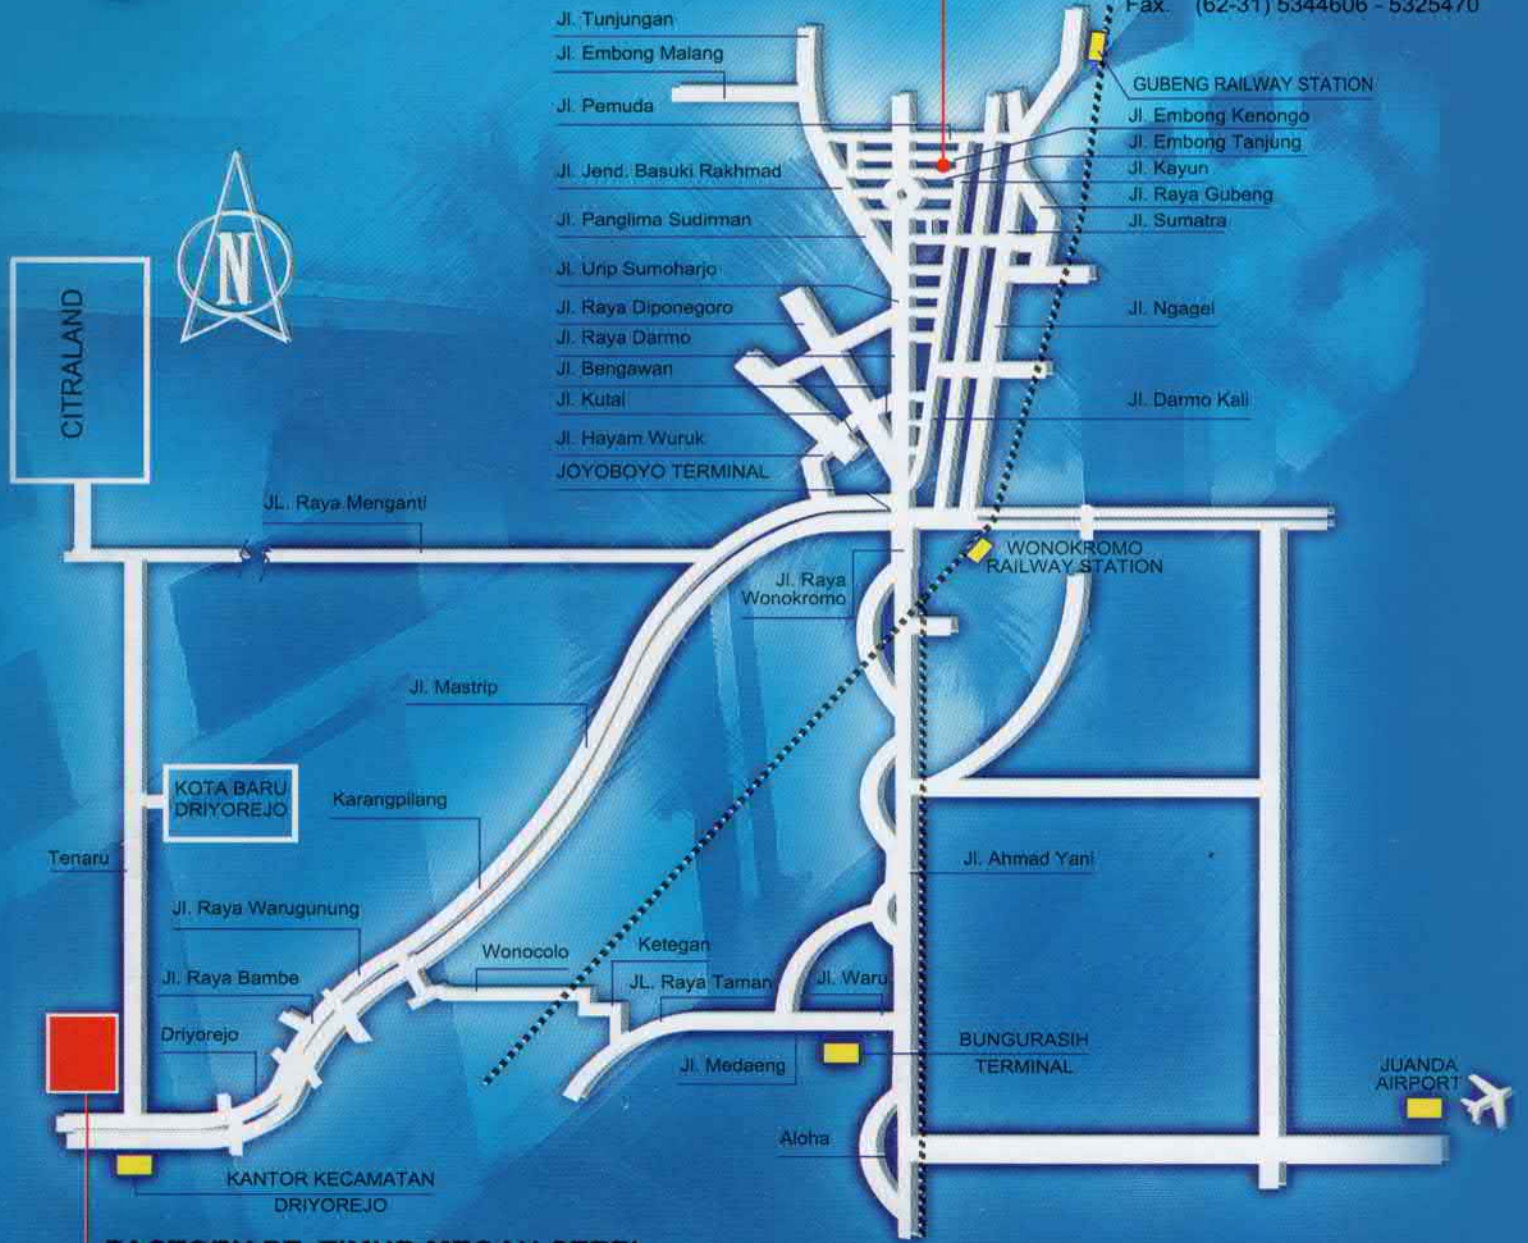 Fax. (62-31) 5344606 - 5325470
Jl. Tunjungan
Jl. Embong Malang
Jl. Pemuda
Jl. Jend. Basuki Rakhmad
Jl. Panglima Sudirman
Jl. Urip Sumoharjo
Jl. Raya Diponegoro
Jl. Raya Darmo
Jl. Bengawan
Jl. Kutai
Jl. Hayam Wuruk
JOYOBOYO TERMINAL
GUBENG RAILWAY STATION
Jl. Embong Kenongo
Jl. Embong Tanjung
Jl. Kayun
Jl. Raya Gubeng
Jl. Sumatra
Jl. Ngagel
Jl. Darmo Kali
N
CITRALAND
JL. Raya Menganti
WONOKROMO
RAILWAY STATION
Jl. Raya
Wonokromo
Jl. Mastrip
KOTA BARU
DRIYOREJO
Karangpilang
Tenaru
Jl. Ahmad Yani
Jl. Raya Warugunung
Wonocolo
Ketegan
Jl. Raya Bambe
JL. Raya Taman
Jl. Waru
Driyorejo
Jl. Medaeng
BUNGURASIH
TERMINAL
JUANDA
AIRPORT
Aloha
KANTOR KECAMATAN
DRIYOREJO